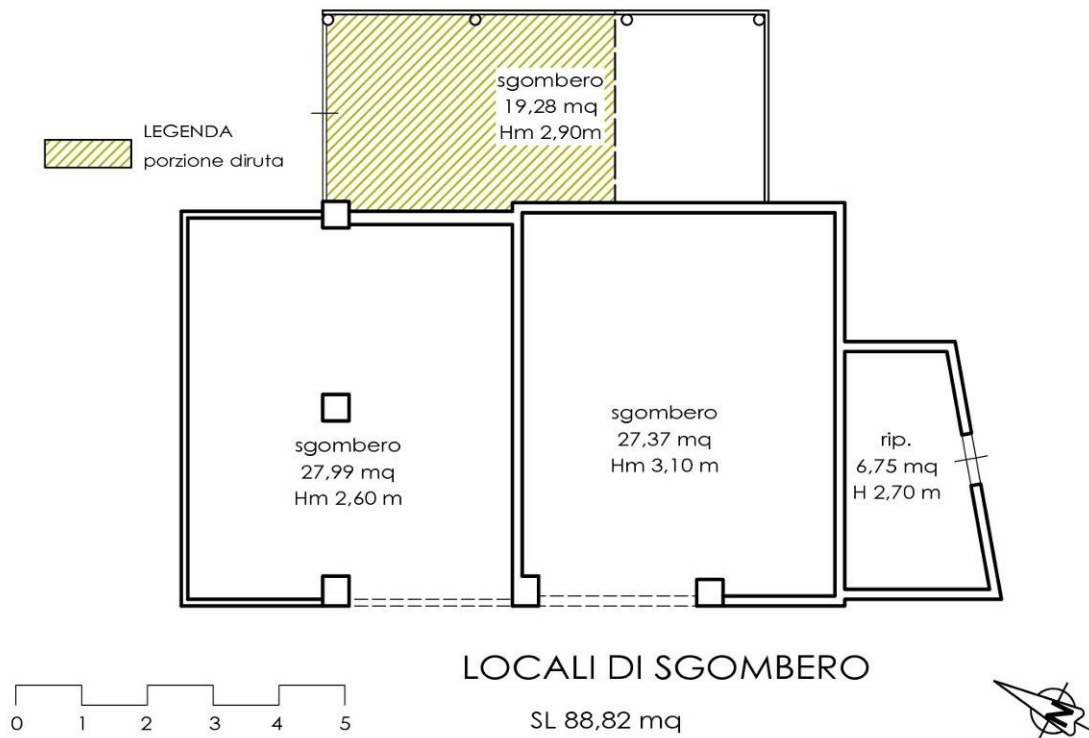 sgombero
19,28 mq
Hm 2,90m
LEGENDA
porzione diruta
sgombero
27,99 mq
Hm 2,60 m
sgombero
27,37 mq
Hm 3,10 m
rip.
6,75 mq
H 2,70 m
LOCALI DI SGOMBERO
SL 88,82 mq
0 1 2 3 4 5
N